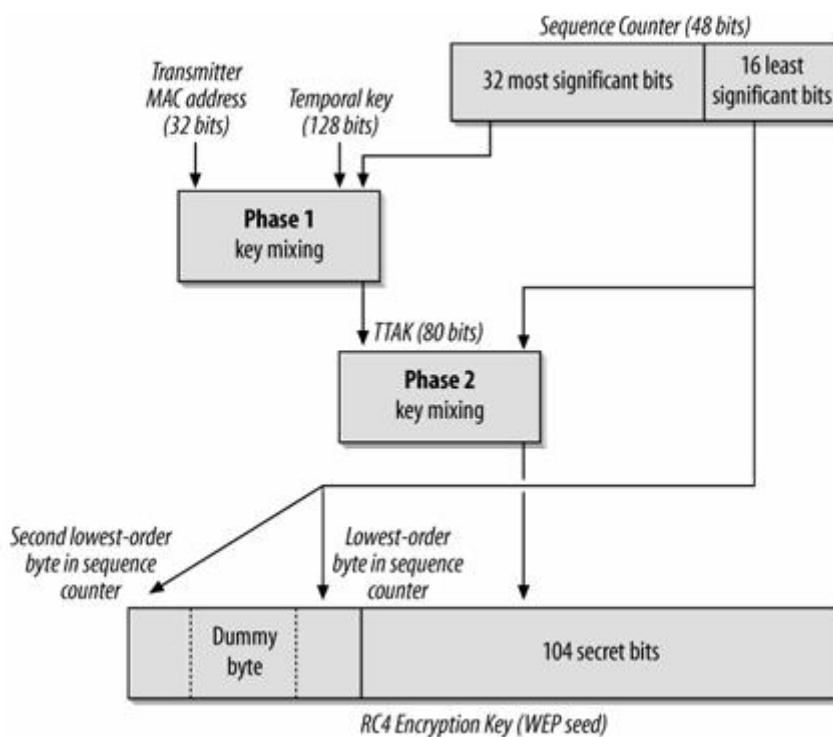 Sequence Counter (48 bits)
32 most significant bits
16 least
significant bits
Transmitter
MAC address
(32 bits)
Temporal key
(128 bits)
Phase 1
key mixing
TTAK (80 bits)
Phase 2
key mixing
Second lowest-order
byte in sequence
counter
Lowest-order
byte in sequence
counter
Dummy
byte
104 secret bits
RC4 Encryption Key (WEP seed)